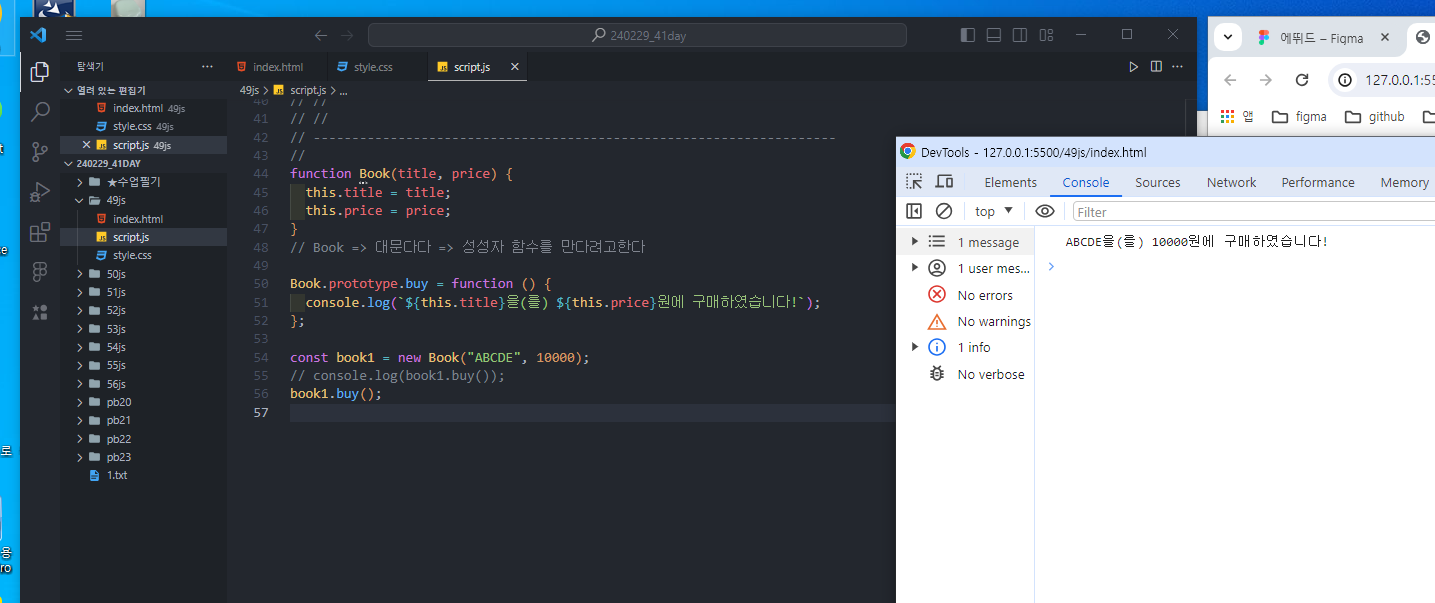 240229_41day
탐색기
index.html
style.css
script.js
열려 있는 편집기
index.html 49js
style.css 49js
script.js 49js
240229_41DAY
★수업필기
49js
index.html
script.js
style.css
50js
51js
52js
53js
54js
55js
56js
pb20
pb21
pb22
pb23
1.txt
49js > script.js > ...
40 // //
41 // //
42 // --------------------------------------------------------------------
43 //
44 function Book(title, price) {
45 this.title = title;
46 this.price = price;
47 }
48 // Book => 대문다다 => 성성자 함수를 만다려고한다
49
50 Book.prototype.buy = function () {
51 console.log(`${this.title}을(를) ${this.price}원에 구매하였습니다!`);
52 };
53
54 const book1 = new Book("ABCDE", 10000);
55 // console.log(book1.buy());
56 book1.buy();
57
에뛰드 – Figma
127.0.0.1:55
앱
figma
github
DevTools - 127.0.0.1:5500/49js/index.html
Elements Console Sources Network Performance Memory
top Filter
1 message
1 user mes...
No errors
No warnings
1 info
No verbose
ABCDE을(를) 10000원에 구매하였습니다!
로
용
ro